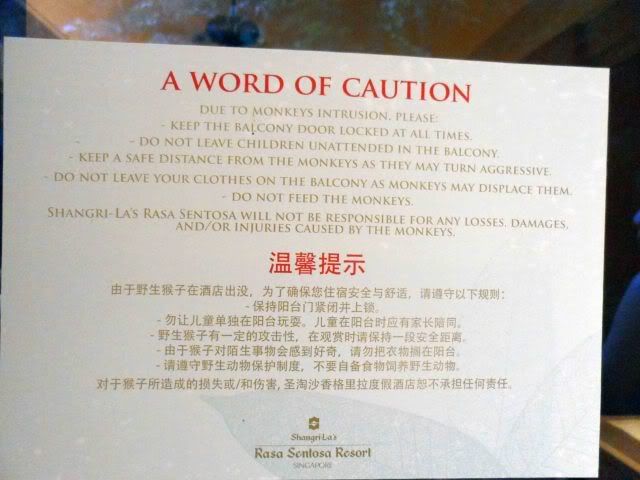 A WORD OF CAUTION
DUE TO MONKEYS INTRUSION, PLEASE:
- KEEP THE BALCONY DOOR LOCKED AT ALL TIMES.
- DO NOT LEAVE CHILDREN UNATTENDED IN THE BALCONY.
- KEEP A SAFE DISTANCE FROM THE MONKEYS AS THEY MAY TURN AGGRESSIVE.
- DO NOT LEAVE YOUR CLOTHES ON THE BALCONY AS MONKEYS MAY DISPLACE THEM.
- DO NOT FEED THE MONKEYS.
SHANGRI-LA'S RASA SENTOSA WILL NOT BE RESPONSIBLE FOR ANY LOSSES, DAMAGES,
AND/OR INJURIES CAUSED BY THE MONKEYS.
温馨提示
由于野生猴子在酒店出没，为了确保您住宿安全与舒适，请遵守以下规则：
- 保持阳台门紧闭并上锁。
- 勿让儿童单独在阳台玩耍。儿童在阳台时应有家长陪同。
- 野生猴子有一定的攻击性，在观赏时请保持一段安全距离。
- 由于猴子对陌生事物会感到好奇，请勿把衣物搁在阳台。
- 请遵守野生动物保护制度，不要自备食物饲养野生动物。
对于猴子所造成的损失或/和伤害, 圣淘沙香格里拉度假酒店恕不承担任何责任。
Shangri-La's
Rasa Sentosa Resort
SINGAPORE